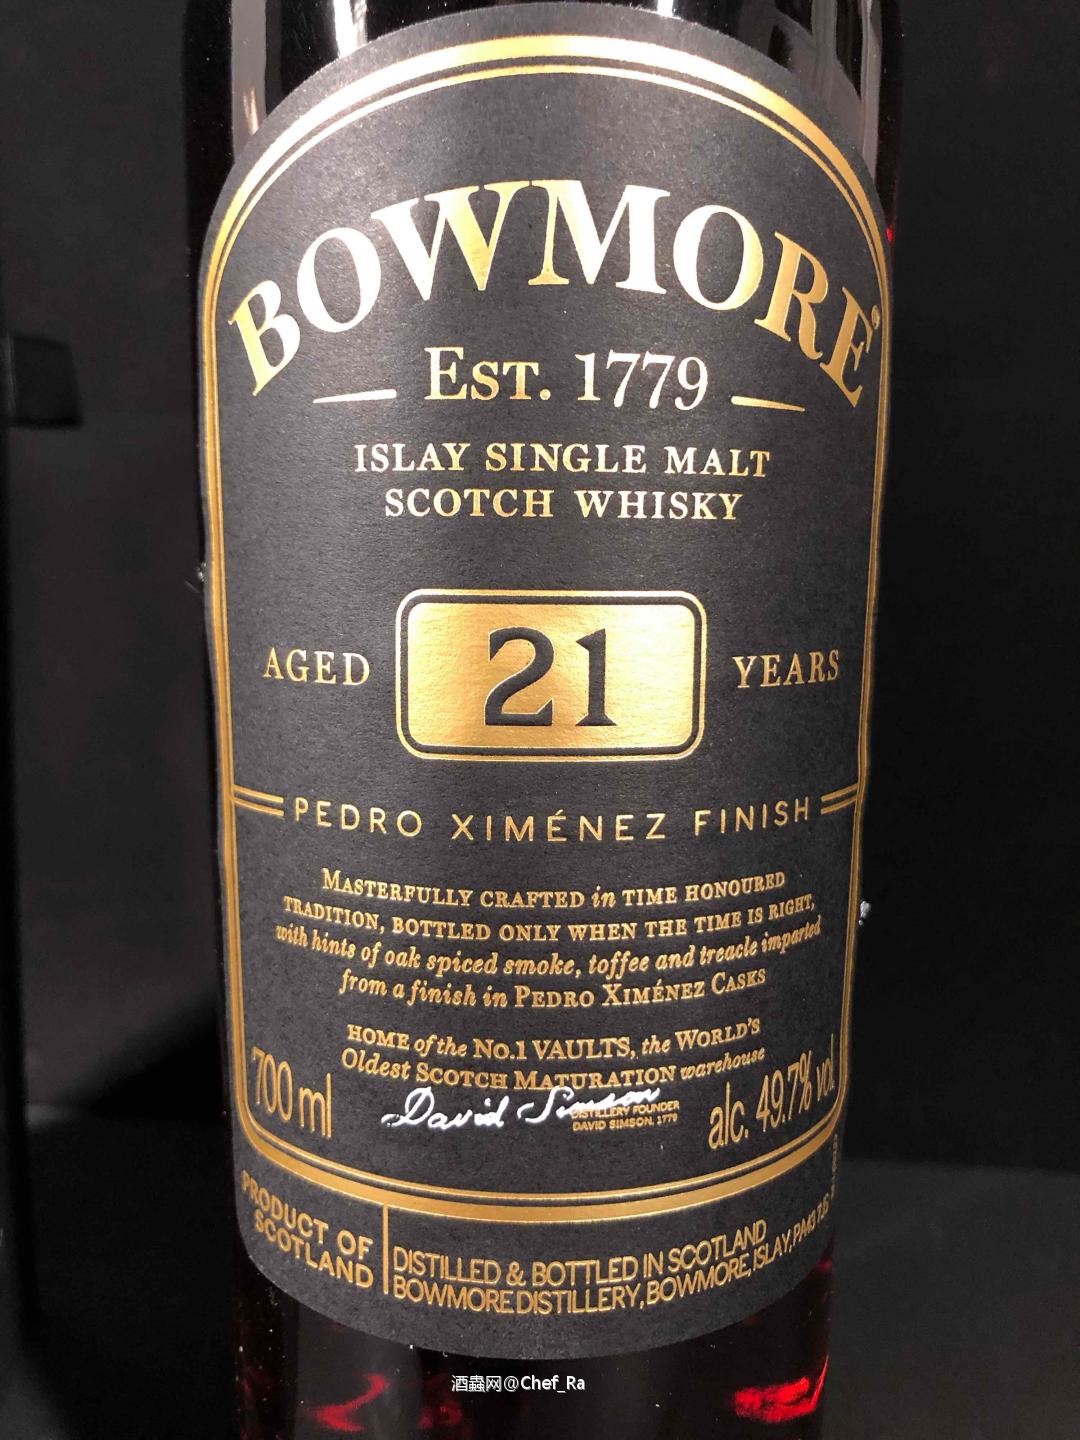 BOWMORE®
EST. 1779
ISLAY SINGLE MALT
SCOTCH WHISKY
AGED 21 YEARS
PEDRO XIMÉNEZ FINISH
MASTERFULLY CRAFTED in TIME HONOURED
TRADITION, BOTTLED ONLY WHEN THE TIME IS RIGHT,
with hints of oak spiced smoke, toffee and treacle imparted
from a finish in PEDRO XIMÉNEZ CASKS
HOME of the No.1 VAULTS, the WORLD'S
Oldest SCOTCH MATURATION warehouse
700 ml
David Simson
DISTILLERY FOUNDER
DAVID SIMSON, 1779
alc. 49.7% vol
PRODUCT OF
SCOTLAND
DISTILLED & BOTTLED IN SCOTLAND
BOWMORE DISTILLERY, BOWMORE, ISLAY, PA43 7JS
酒蟲网@Chef_Ra